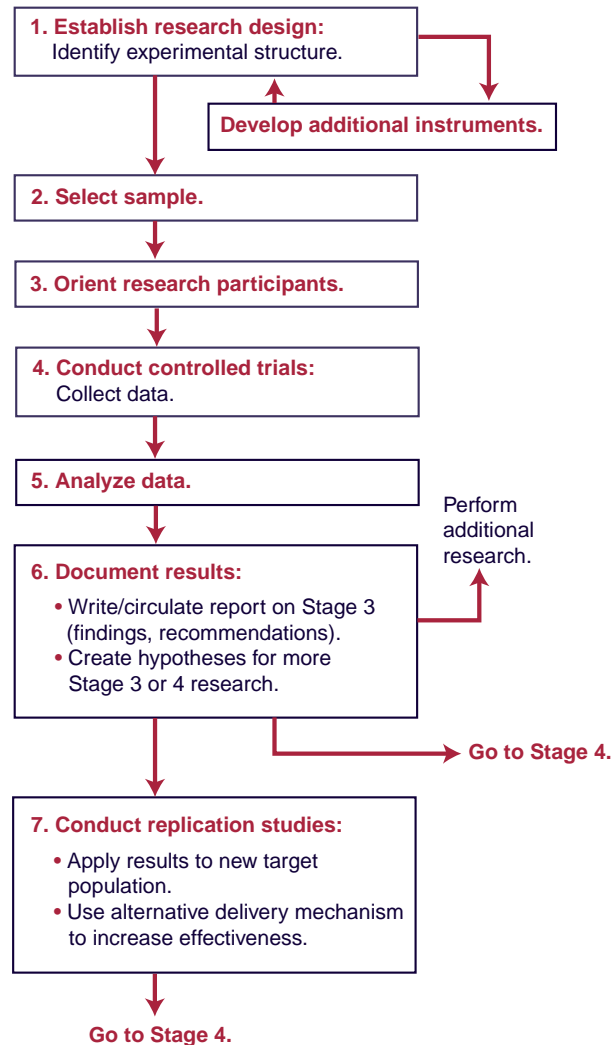 1. Establish research design:
Identify experimental structure.
Develop additional instruments.
2. Select sample.
3. Orient research participants.
4. Conduct controlled trials:
Collect data.
5. Analyze data.
Perform
additional
research.
6. Document results:
• Write/circulate report on Stage 3
(findings, recommendations).
• Create hypotheses for more
Stage 3 or 4 research.
Go to Stage 4.
7. Conduct replication studies:
• Apply results to new target
population.
• Use alternative delivery mechanism
to increase effectiveness.
Go to Stage 4.